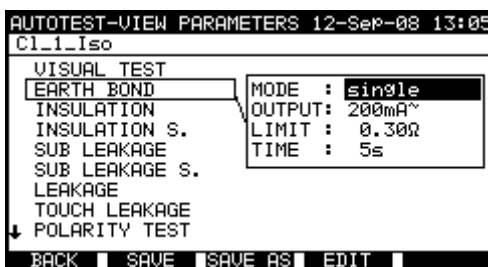 AUTOTEST-VIEW PARAMETERS 12-Sep-08 13:05
Cl_1_Iso
VISUAL TEST
EARTH BOND
INSULATION
INSULATION S.
SUB LEAKAGE
SUB LEAKAGE S.
LEAKAGE
TOUCH LEAKAGE
↓ POLARITY TEST
MODE : single
OUTPUT: 200mA~
LIMIT : 0.30Ω
TIME : 5s
BACK SAVE SAVE AS EDIT